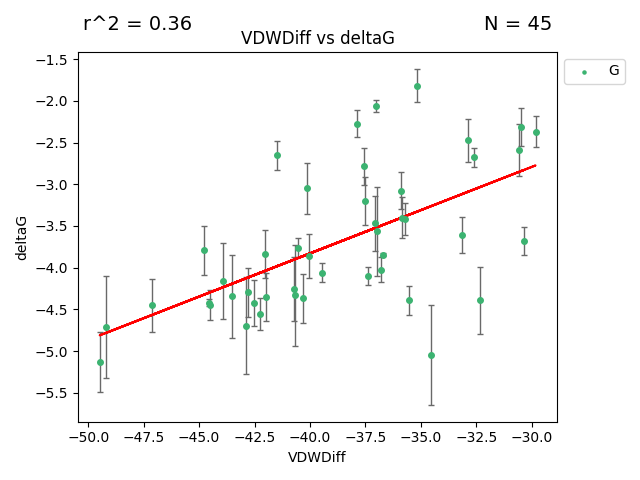 r^2 = 0.36
N = 45
VDWDiff vs deltaG
G
−1.5
−2.0
−2.5
−3.0
−3.5
−4.0
−4.5
−5.0
−5.5
deltaG
−50.0 −47.5 −45.0 −42.5 −40.0 −37.5 −35.0 −32.5 −30.0
VDWDiff